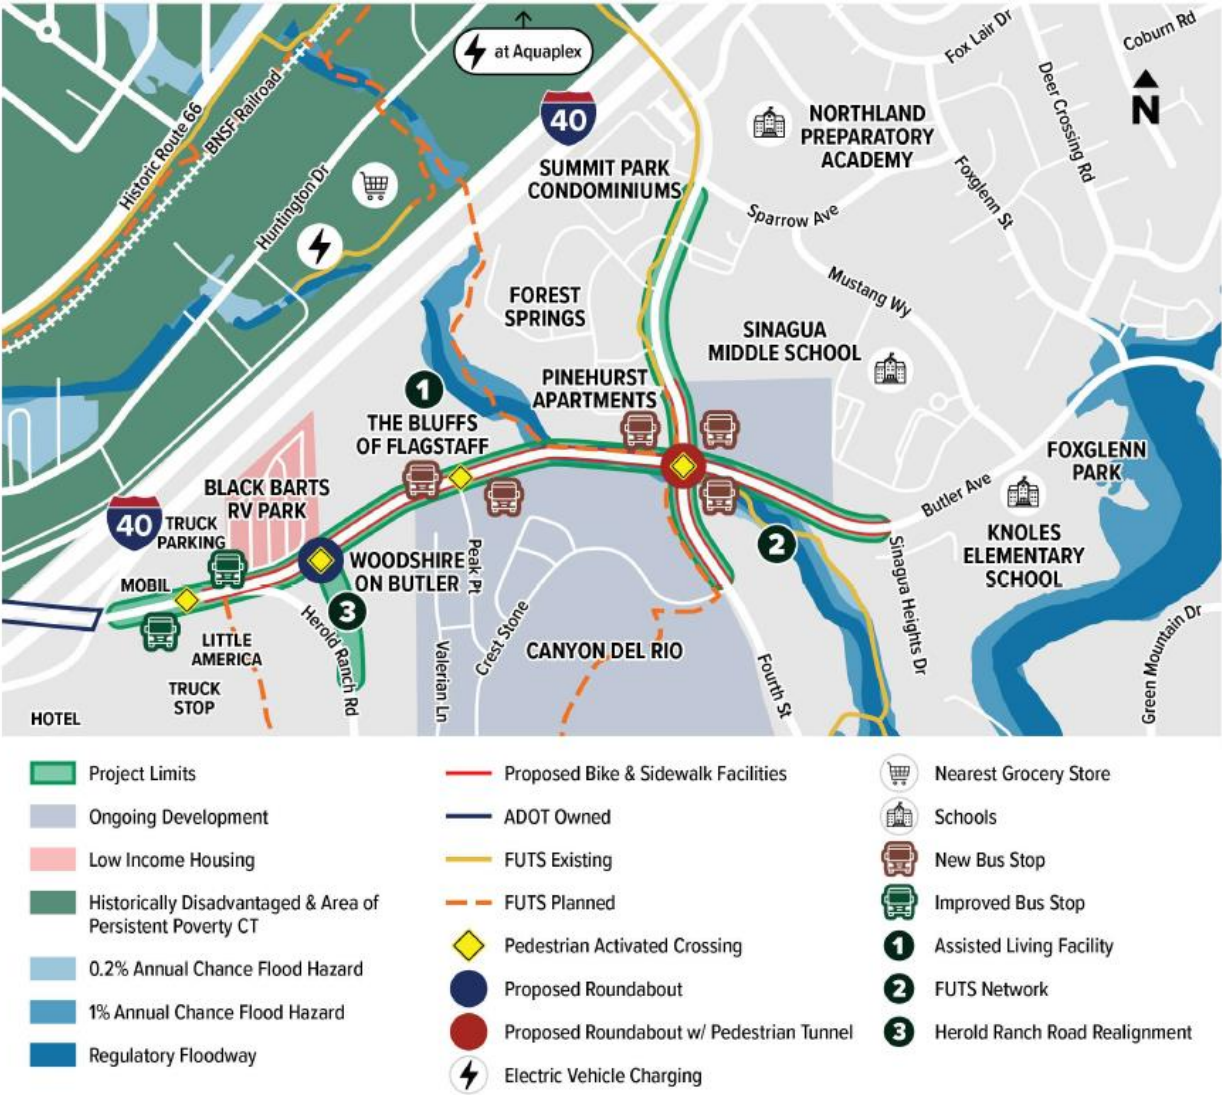 at Aquaplex
Fox Lair Dr
Coburn Rd
Deer Crossing Rd
N
Historic Route 66
BNSF Railroad
40
NORTHLAND
PREPARATORY
ACADEMY
SUMMIT PARK
CONDOMINIUMS
Huntington Dr
Sparrow Ave
Foxglenn St
Mustang Wy
FOREST
SPRINGS
SINAGUA
MIDDLE SCHOOL
PINEHURST
APARTMENTS
1
THE BLUFFS
OF FLAGSTAFF
FOXGLENN
PARK
BLACK BARTS
RV PARK
Butler Ave
40
TRUCK
PARKING
2
KNOLES
ELEMENTARY
SCHOOL
WOODSHIRE
ON BUTLER
Peak Pt
MOBIL
3
Herold Ranch Rd
Crest Stone
Sinagua Heights Dr
LITTLE
AMERICA
CANYON DEL RIO
Valerian Ln
Fourth St
Green Mountain Dr
TRUCK
STOP
HOTEL
Project Limits
Ongoing Development
Low Income Housing
Historically Disadvantaged & Area of
Persistent Poverty CT
0.2% Annual Chance Flood Hazard
1% Annual Chance Flood Hazard
Regulatory Floodway
Proposed Bike & Sidewalk Facilities
ADOT Owned
FUTS Existing
FUTS Planned
Pedestrian Activated Crossing
Proposed Roundabout
Proposed Roundabout w/ Pedestrian Tunnel
Electric Vehicle Charging
Nearest Grocery Store
Schools
New Bus Stop
Improved Bus Stop
1 Assisted Living Facility
2 FUTS Network
3 Herold Ranch Road Realignment